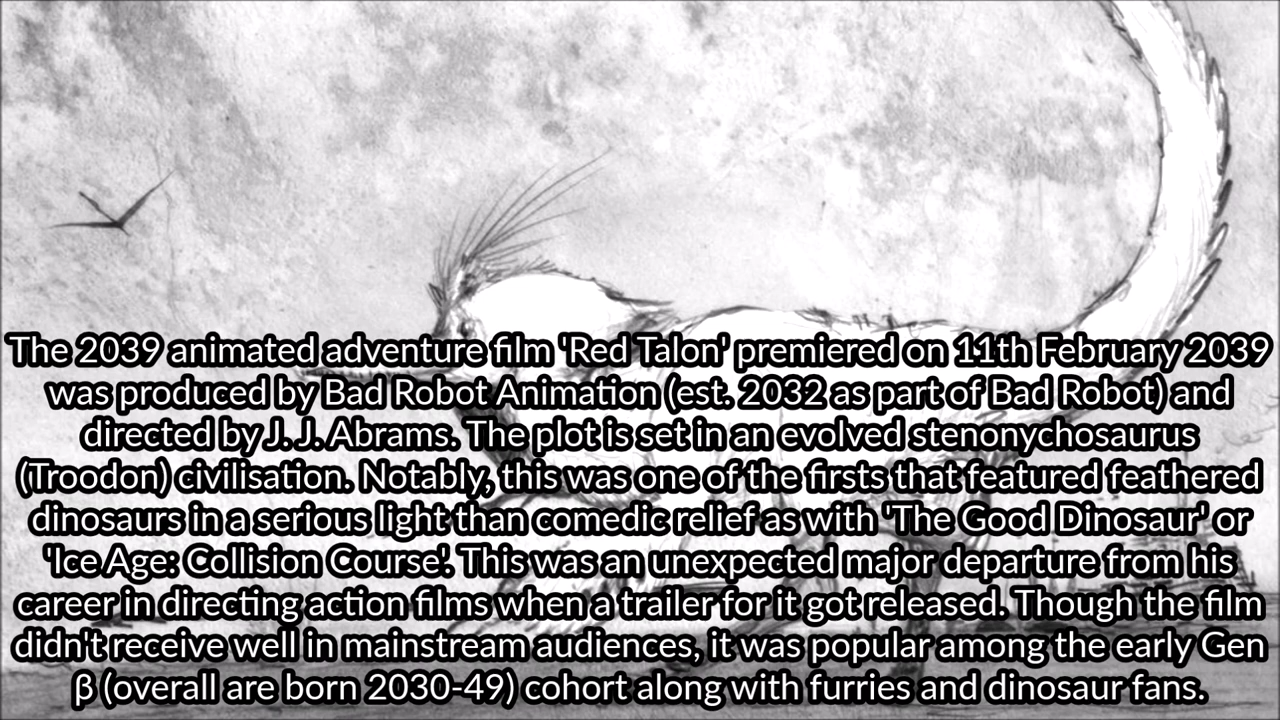 The 2039 animated adventure film 'Red Talon' premiered on 11th February 2039
was produced by Bad Robot Animation (est. 2032 as part of Bad Robot) and
directed by J. J. Abrams. The plot is set in an evolved stenonychosaurus
(Troodon) civilisation. Notably, this was one of the firsts that featured feathered
dinosaurs in a serious light than comedic relief as with 'The Good Dinosaur' or
'Ice Age: Collision Course'. This was an unexpected major departure from his
career in directing action films when a trailer for it got released. Though the film
didn't receive well in mainstream audiences, it was popular among the early Gen
β (overall are born 2030-49) cohort along with furries and dinosaur fans.